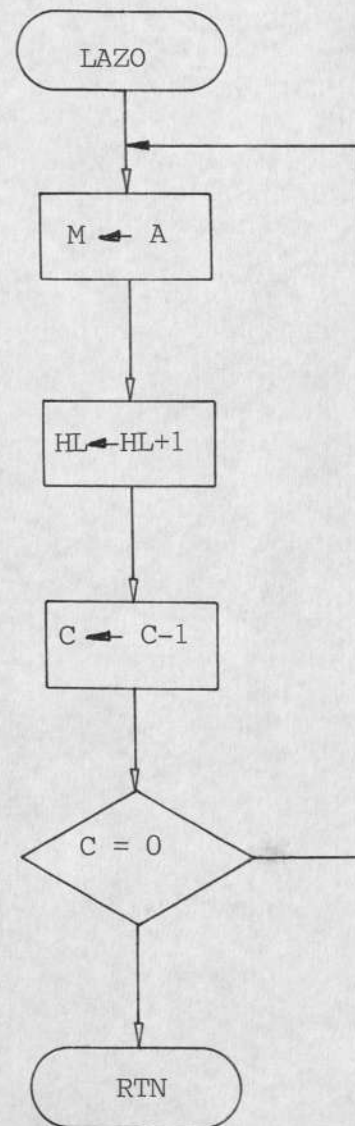 LAZO
M ← A
HL←HL+1
C ← C-1
C = 0
RTN